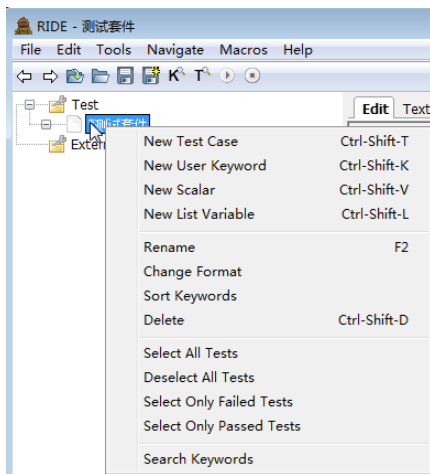 RIDE - 测试套件
File Edit Tools Navigate Macros Help
Test
测试套件
Extern
Edit Text
New Test Case Ctrl-Shift-T
New User Keyword Ctrl-Shift-K
New Scalar Ctrl-Shift-V
New List Variable Ctrl-Shift-L
Rename F2
Change Format
Sort Keywords
Delete Ctrl-Shift-D
Select All Tests
Deselect All Tests
Select Only Failed Tests
Select Only Passed Tests
Search Keywords